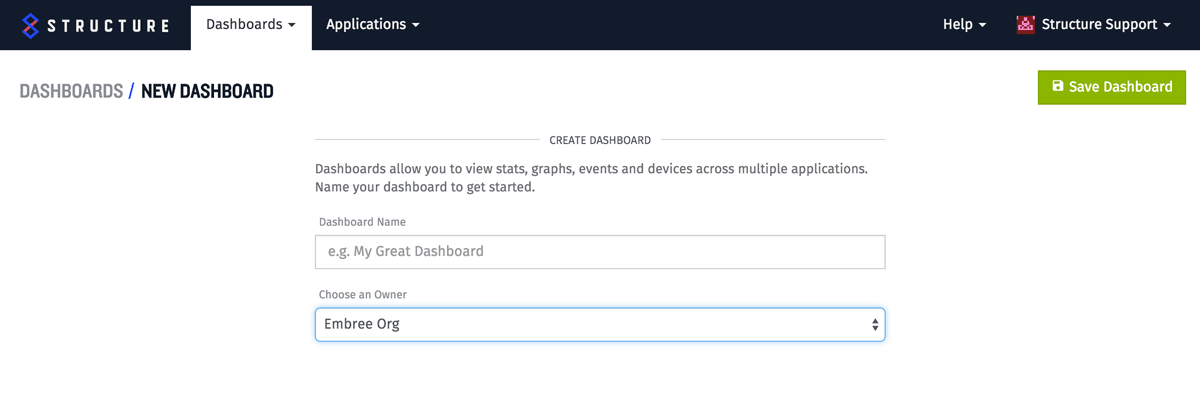 STRUCTURE Dashboards Applications Help Structure Support
DASHBOARDS / NEW DASHBOARD Save Dashboard
CREATE DASHBOARD
Dashboards allow you to view stats, graphs, events and devices across multiple applications.
Name your dashboard to get started.
Dashboard Name
e.g. My Great Dashboard
Choose an Owner
Embree Org